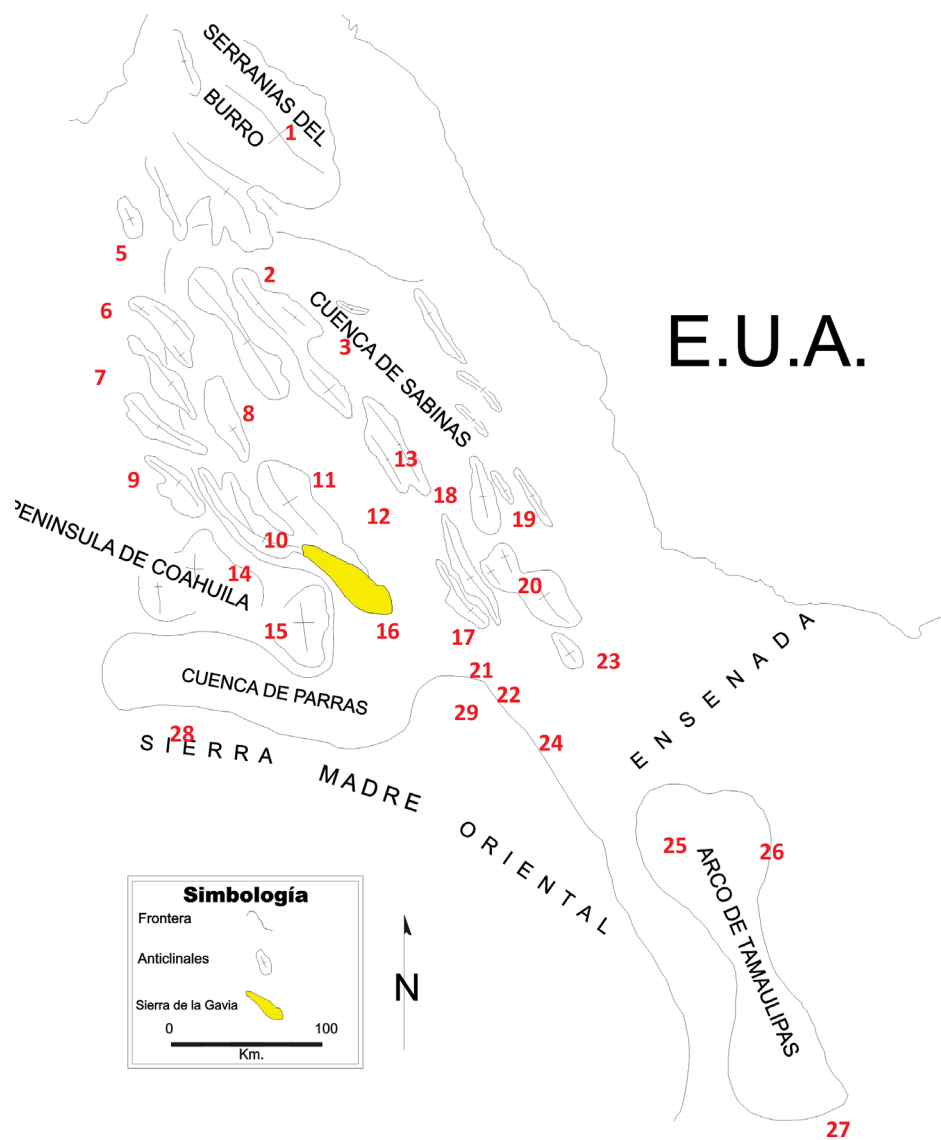 SERRANIAS DEL
BURRO
1
5
2
6
CUENCA DE SABINAS
3
E.U.A.
7
8
13
9
11
18
12
19
10
PENINSULA DE COAHUILA
14
20
15
16
17
23
21
CUENCA DE PARRAS
22
29
ENSENADA
28
24
SIERRA MADRE ORIENTAL
25
26
ARCO DE TAMAULIPAS
27
Simbología
Frontera
Anticlinales
Sierra de la Gavia
0 100
Km.
N